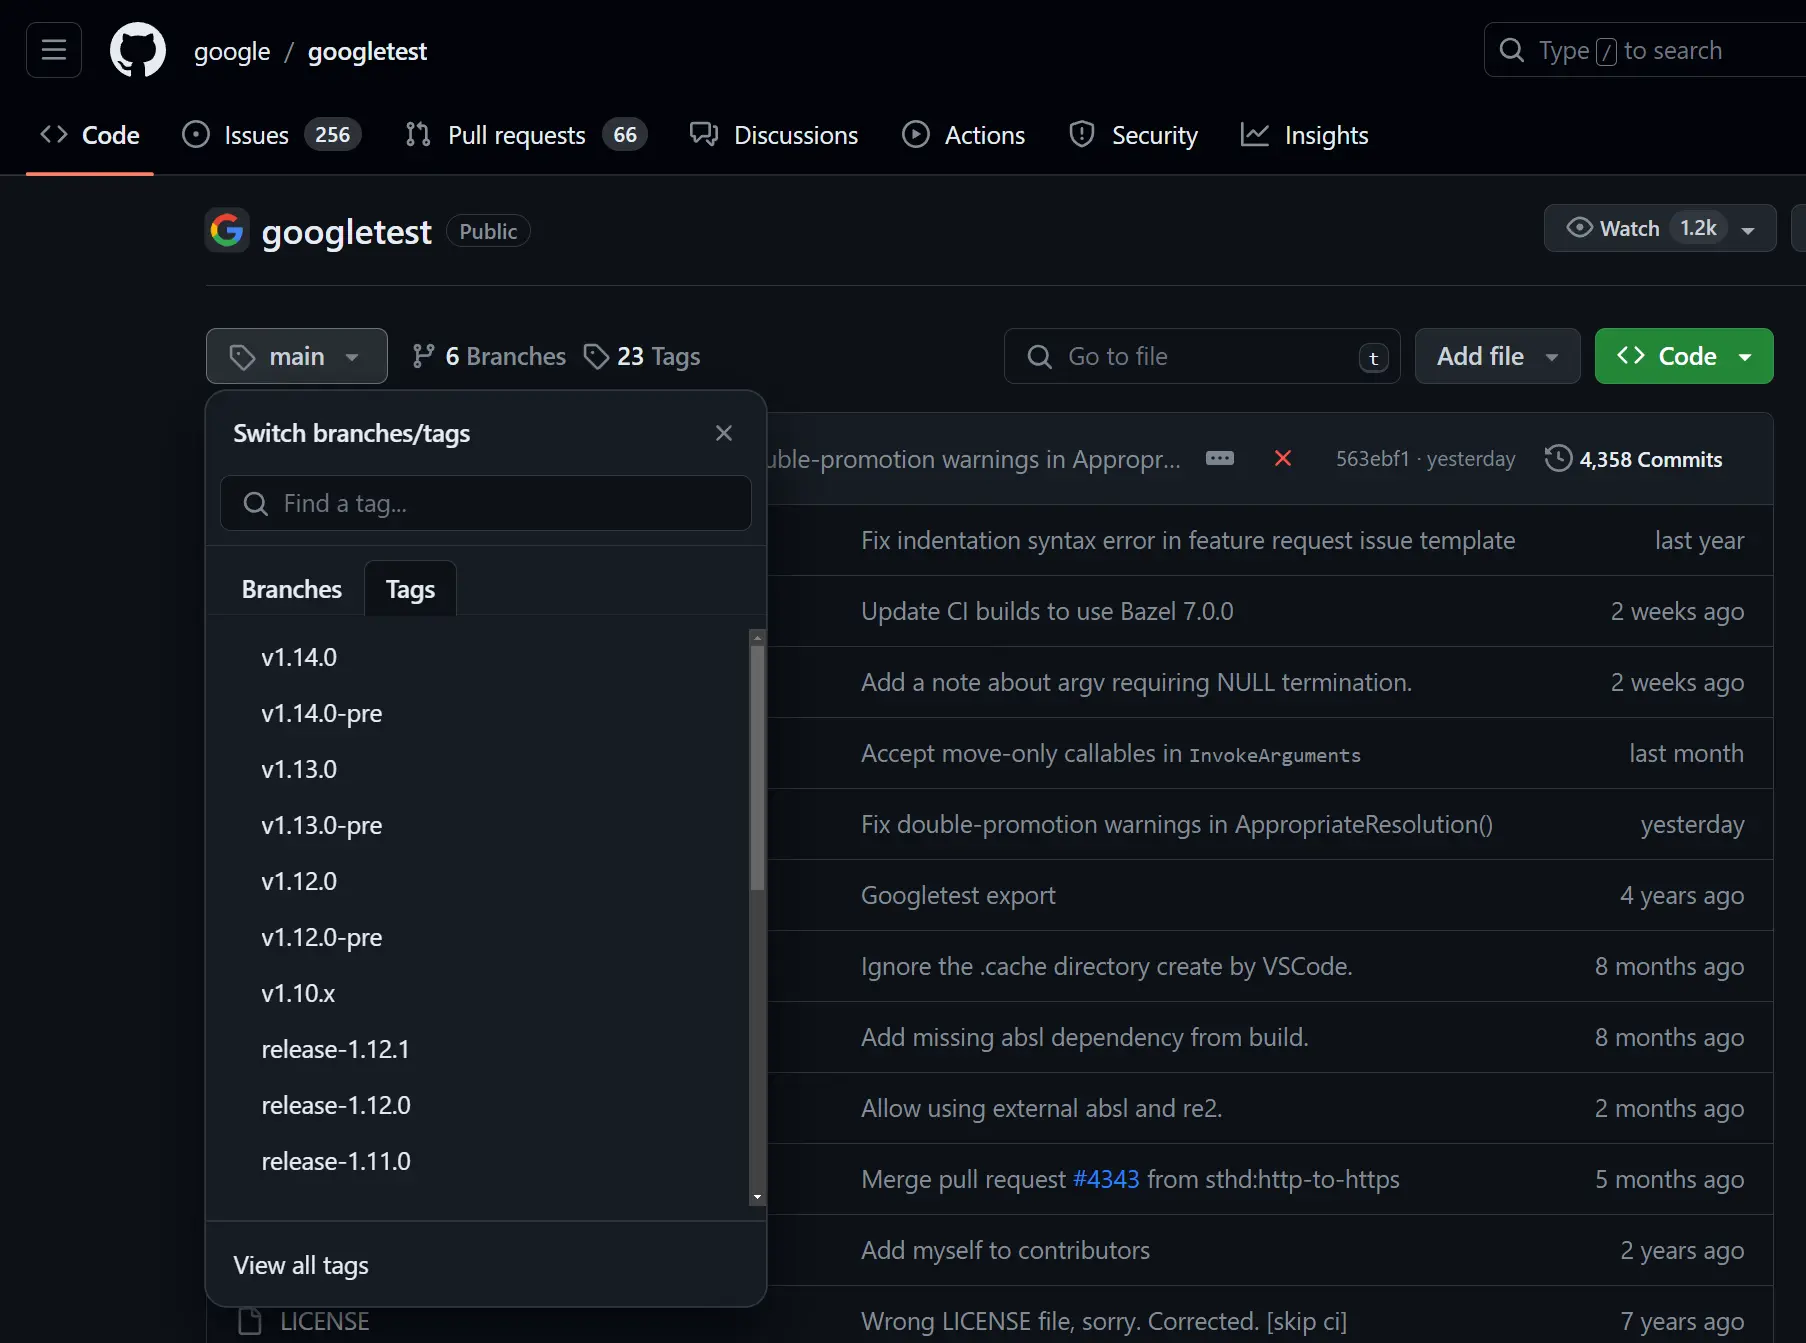 google / googletest
Type / to search
Code
Issues 256
Pull requests 66
Discussions
Actions
Security
Insights
googletest Public
Watch 1.2k
main
6 Branches
23 Tags
Go to file t
Add file
Code
Switch branches/tags
Find a tag...
Branches
Tags
v1.14.0
v1.14.0-pre
v1.13.0
v1.13.0-pre
v1.12.0
v1.12.0-pre
v1.10.x
release-1.12.1
release-1.12.0
release-1.11.0
View all tags
uble-promotion warnings in Appropr...
563ebf1 · yesterday
4,358 Commits
Fix indentation syntax error in feature request issue template last year
Update CI builds to use Bazel 7.0.0 2 weeks ago
Add a note about argv requiring NULL termination. 2 weeks ago
Accept move-only callables in InvokeArguments last month
Fix double-promotion warnings in AppropriateResolution() yesterday
Googletest export 4 years ago
Ignore the .cache directory create by VSCode. 8 months ago
Add missing absl dependency from build. 8 months ago
Allow using external absl and re2. 2 months ago
Merge pull request #4343 from sthd:http-to-https 5 months ago
Add myself to contributors 2 years ago
LICENSE Wrong LICENSE file, sorry. Corrected. [skip ci] 7 years ago